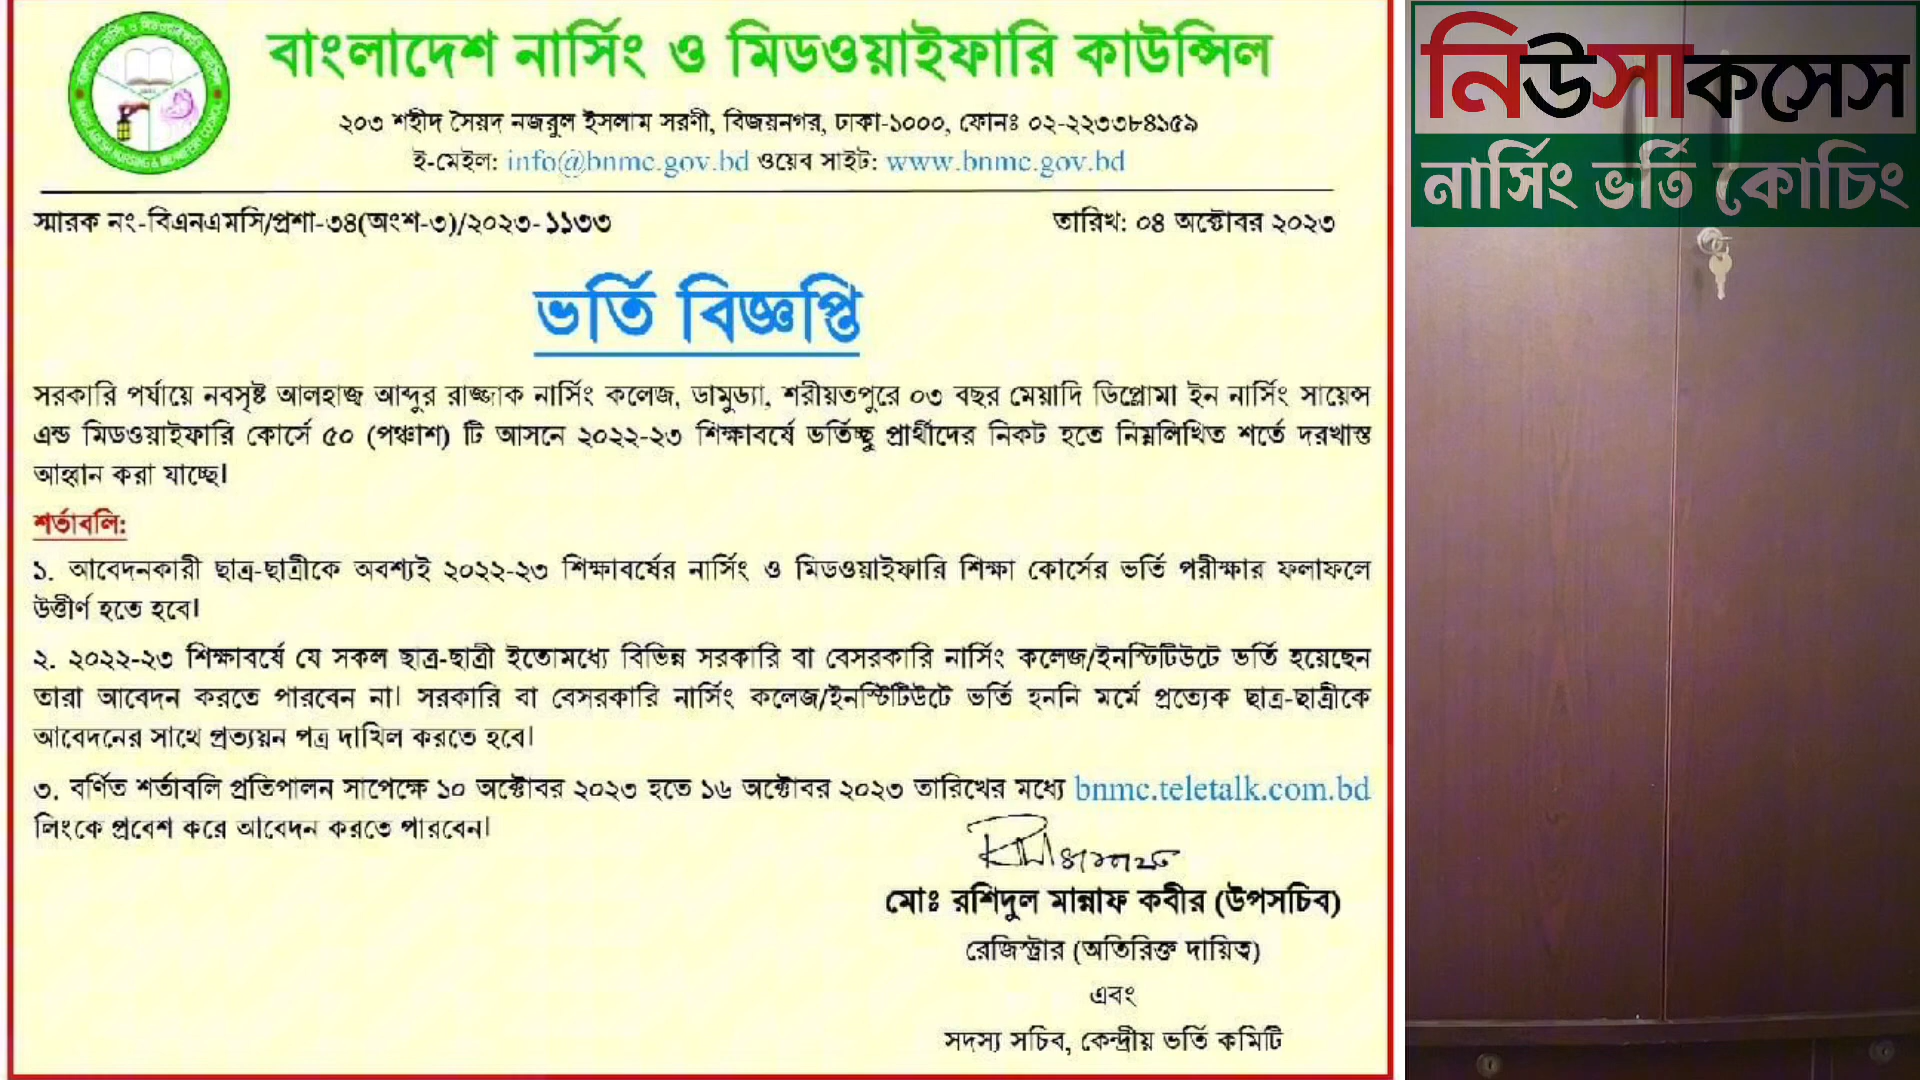 বাংলাদেশ নার্সিং ও মিডওয়াইফারি কাউন্সিল
২০৩ শহীদ সৈয়দ নজরুল ইসলাম সরণী, বিজয়নগর, ঢাকা-১০০০, ফোনঃ ০২-২২৩৩৮৪১৫৯
ই-মেইল: info@bnmc.gov.bd ওয়েব সাইট: www.bnmc.gov.bd
স্মারক নং-বিএনএমসি/প্রশা-৩৪(অংশ-৩)/২০২৩-১১৩৩
তারিখ: ০৪ অক্টোবর ২০২৩
ভর্তি বিজ্ঞপ্তি
সরকারি পর্যায়ে নবসৃষ্ট আলহাজ্ব আব্দুর রাজ্জাক নার্সিং কলেজ, ডামুড্যা, শরীয়তপুরে ০৩ বছর মেয়াদি ডিপ্লোমা ইন নার্সিং সায়েন্স
এন্ড মিডওয়াইফারি কোর্সে ৫০ (পঞ্চাশ) টি আসনে ২০২২-২৩ শিক্ষাবর্ষে ভর্তিচ্ছু প্রার্থীদের নিকট হতে নিম্নলিখিত শর্তে দরখাস্ত
আহ্বান করা যাচ্ছে।
শর্তাবলি:
১. আবেদনকারী ছাত্র-ছাত্রীকে অবশ্যই ২০২২-২৩ শিক্ষাবর্ষের নার্সিং ও মিডওয়াইফারি শিক্ষা কোর্সের ভর্তি পরীক্ষার ফলাফলে
উত্তীর্ণ হতে হবে।
২. ২০২২-২৩ শিক্ষাবর্ষে যে সকল ছাত্র-ছাত্রী ইতোমধ্যে বিভিন্ন সরকারি বা বেসরকারি নার্সিং কলেজ/ইনস্টিটিউটে ভর্তি হয়েছেন
তারা আবেদন করতে পারবেন না। সরকারি বা বেসরকারি নার্সিং কলেজ/ইনস্টিটিউটে ভর্তি হননি মর্মে প্রত্যেক ছাত্র-ছাত্রীকে
আবেদনের সাথে প্রত্যয়ন পত্র দাখিল করতে হবে।
৩. বর্ণিত শর্তাবলি প্রতিপালন সাপেক্ষে ১০ অক্টোবর ২০২৩ হতে ১৬ অক্টোবর ২০২৩ তারিখের মধ্যে bnmc.teletalk.com.bd
লিংকে প্রবেশ করে আবেদন করতে পারবেন।
মোঃ রশিদুল মান্নাফ কবীর (উপসচিব)
রেজিস্ট্রার (অতিরিক্ত দায়িত্ব)
এবং
সদস্য সচিব, কেন্দ্রীয় ভর্তি কমিটি
নিউসাকসেস
নার্সিং ভর্তি কোচিং